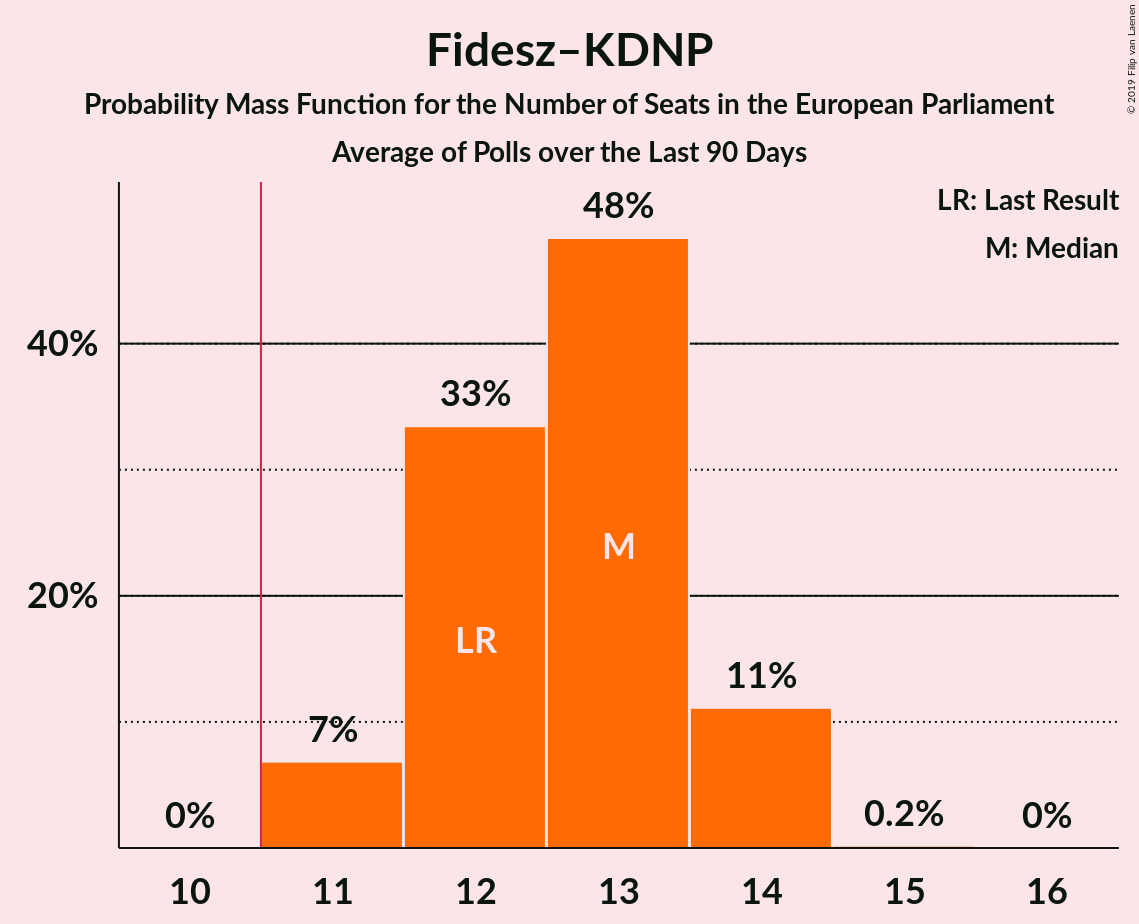 Fidesz–KDNP
Probability Mass Function for the Number of Seats in the European Parliament
Average of Polls over the Last 90 Days
© 2019 Filip van Laenen
LR: Last Result
M: Median
48%
40%
33%
M
20%
LR
11%
7%
0%
0.2%
0%
10 11 12 13 14 15 16